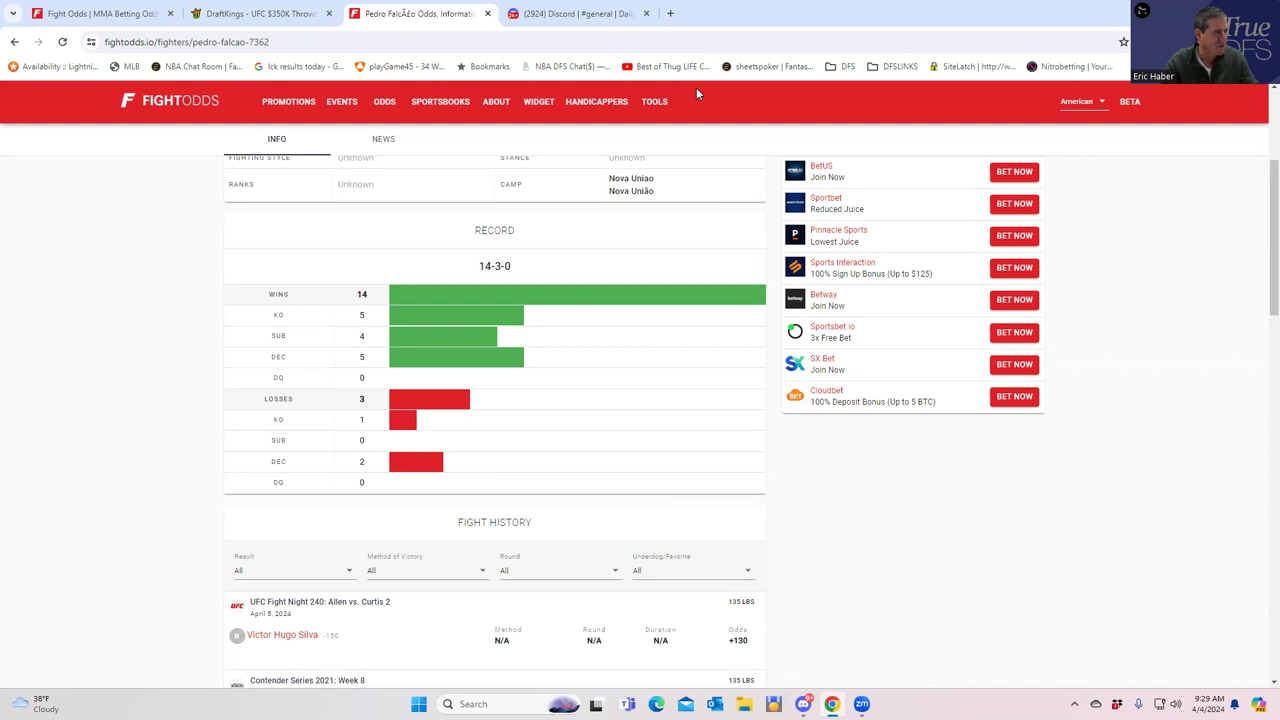 Fight Odds | MMA Betting Odd
DraftKings - UFC $350K Throwd
Pedro FalcÃ£o Odds, Informatic
(2924) Discord | #general | Dail
fightodds.io/fighters/pedro-falcao-7362
Availability :: Lightni...
MLB
NBA Chat Room - Fa...
Ick results today - G...
playGame45 - 34 W...
Bookmarks
NBA DFS Chat($) —...
Best of Thug LIFE C...
sheetspoker | Fantas...
DFS
DFSLINKS
SiteLatch | http://w...
Nitrobetting | Your...
True
DFS
Eric Haber
FIGHTODDS
PROMOTIONS
EVENTS
ODDS
SPORTSBOOKS
ABOUT
WIDGET
HANDICAPPERS
TOOLS
American
BETA
INFO
NEWS
FIGHTING STYLE
Unknown
STANCE
Unknown
RANKS
Unknown
CAMP
Nova Uniao
Nova União
RECORD
14-3-0
WINS 14
KO 5
SUB 4
DEC 5
DQ 0
LOSSES 3
KO 1
SUB 0
DEC 2
DQ 0
FIGHT HISTORY
Result
Method of Victory
Round
Underdog/Favorite
All
All
All
All
UFC
UFC Fight Night 240: Allen vs. Curtis 2
135 LBS
April 5, 2024
Victor Hugo Silva -150
Method
Round
Duration
Odds
N/A
N/A
N/A
+130
Contender Series 2021: Week 8
135 LBS
BetUS
Join Now
BET NOW
Sportbet
Reduced Juice
BET NOW
Pinnacle Sports
Lowest Juice
BET NOW
Sports Interaction
100% Sign Up Bonus (Up to $125)
BET NOW
Betway
Join Now
BET NOW
Sportsbet.io
3x Free Bet
BET NOW
SX Bet
Join Now
BET NOW
Cloudbet
100% Deposit Bonus (Up to 5 BTC)
BET NOW
38°F
Cloudy
Search
9:29 AM
4/4/2024